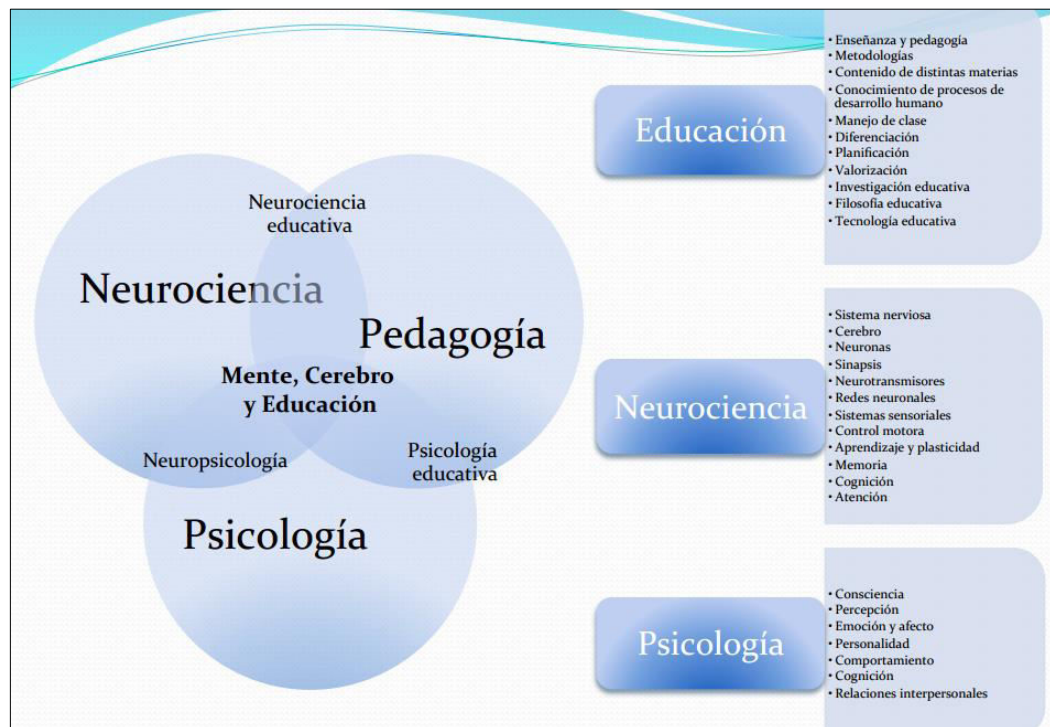 Neurociencia
educativa
Neurociencia
Pedagogía
Mente, Cerebro
y Educación
Neuropsicología
Psicología
educativa
Psicología
Educación
• Enseñanza y pedagogía
• Metodologías
• Contenido de distintas materias
• Conocimiento de procesos de
desarrollo humano
• Manejo de clase
• Diferenciación
• Planificación
• Valorización
• Investigación educativa
• Filosofía educativa
• Tecnología educativa
Neurociencia
• Sistema nerviosa
• Cerebro
• Neuronas
• Sinapsis
• Neurotransmisores
• Redes neuronales
• Sistemas sensoriales
• Control motora
• Aprendizaje y plasticidad
• Memoria
• Cognición
• Atención
Psicología
• Consciencia
• Percepción
• Emoción y afecto
• Personalidad
• Comportamiento
• Cognición
• Relaciones interpersonales